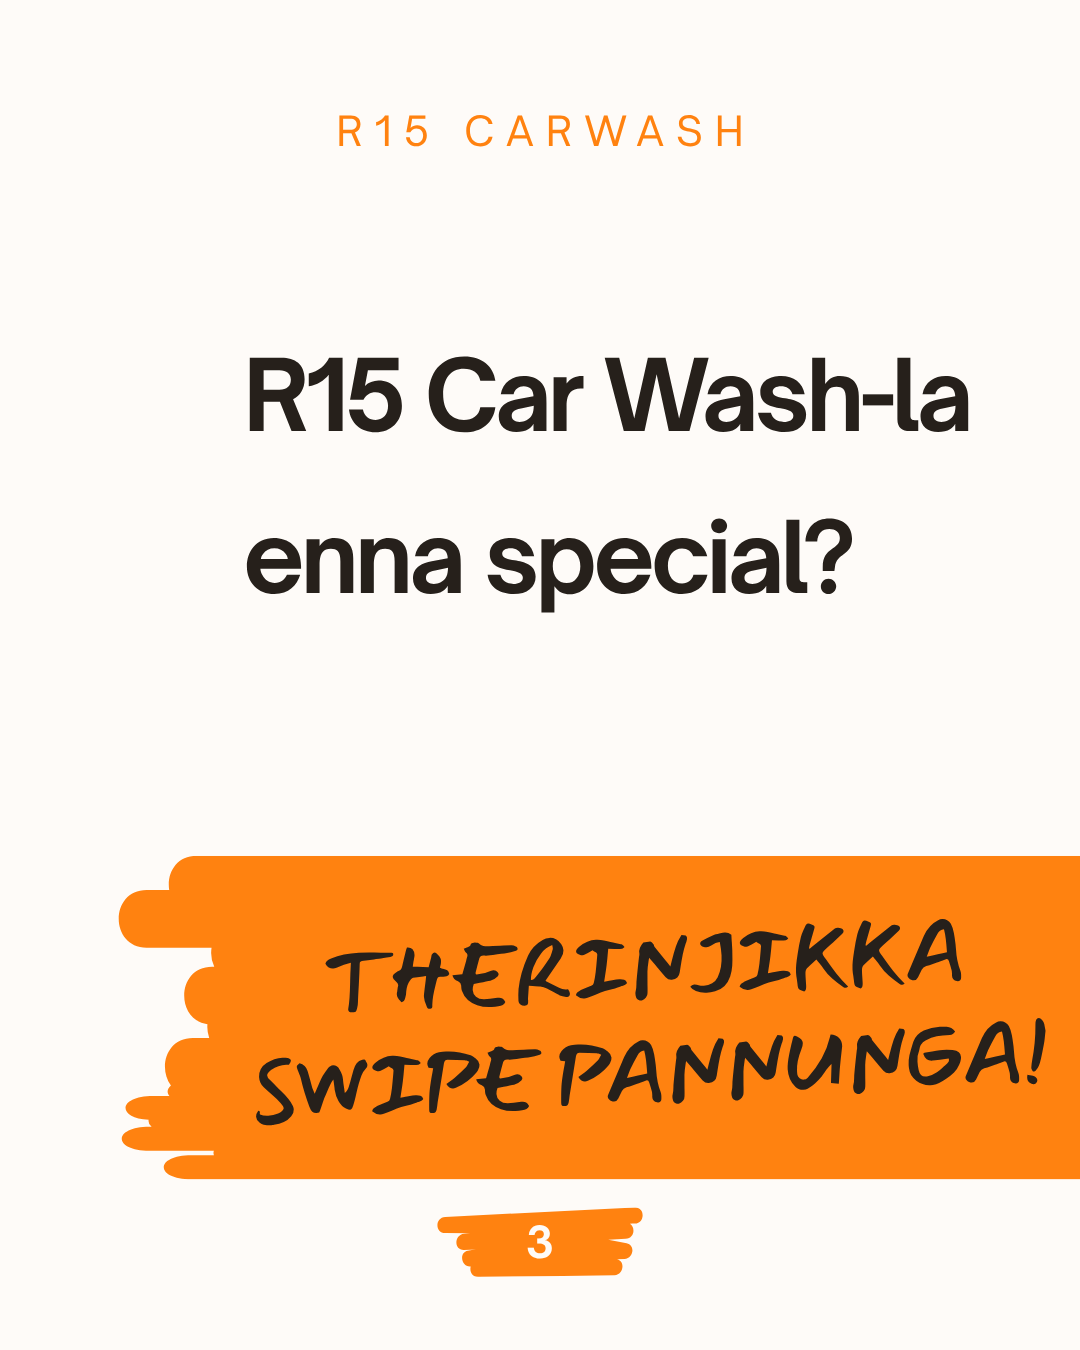 R15 CARWASH
R15 Car Wash-la
enna special?
THERINJIKKA
SWIPE PANNUNGA!
3